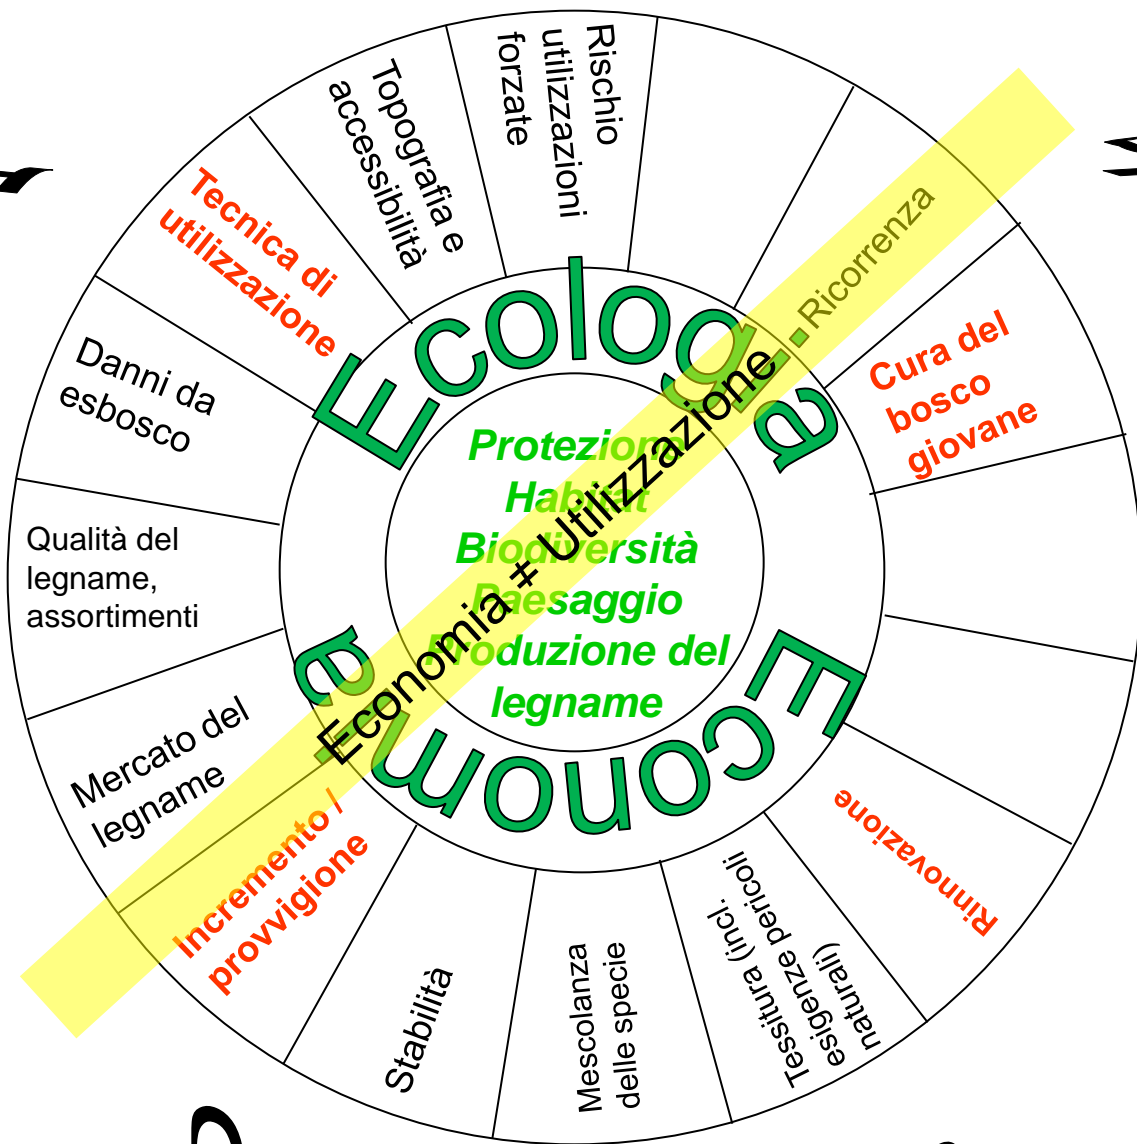 Rischio
utilizzazioni
forzate
Topografia e
accessibilità
Tecnica di
utilizzazione
Danni da
esbosco
Qualità del
legname,
assortimenti
Mercato del
legname
Incremento /
provvigione
Stabilità
Mescolanza
delle specie
Tessitura (incl.
esigenze pericoli
naturali)
Rinnovazione
Cura del
bosco
giovane
Ricorrenza
Ecologia
Protezione
Habitat
Biodiversità
Paesaggio
Produzione del
legname
Economia
Economia ≠ Utilizzazione